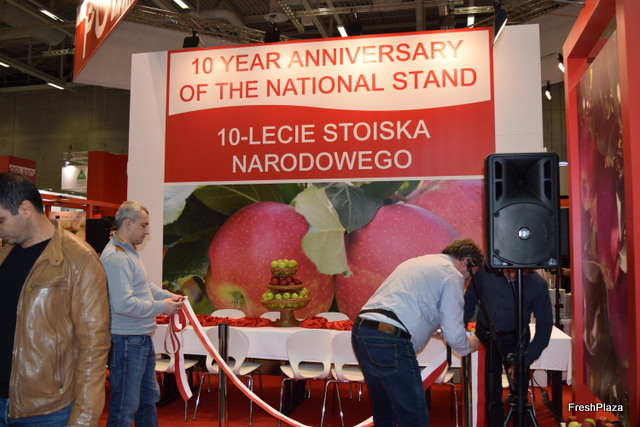 10 YEAR ANNIVERSARY
OF THE NATIONAL STAND
10-LECIE STOISKA
NARODOWEGO
FreshPlaza